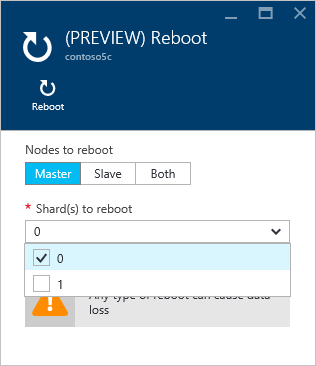 (PREVIEW) Reboot
contoso5c
Reboot
Nodes to reboot
Master Slave Both
* Shard(s) to reboot
0
0
1
Any type of reboot can cause data
loss